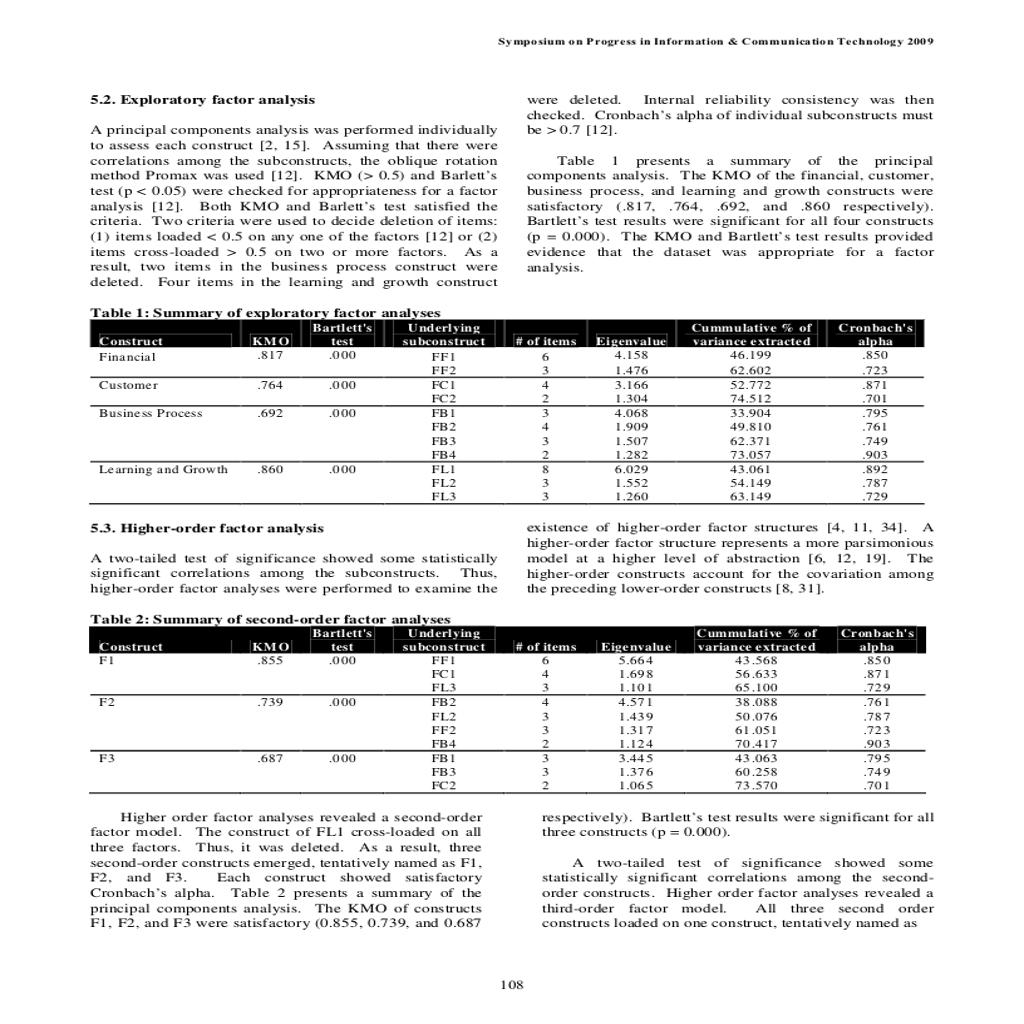 Symposium on Progress in Information & Communication Technology 2009
5.2. Exploratory factor analysis
A principal components analysis was performed individually
to assess each construct [2, 15]. Assuming that there were
correlations among the subconstructs, the oblique rotation
method Promax was used [12]. KMO (> 0.5) and Barlett's
test (p < 0.05) were checked for appropriateness for a factor
analysis [12]. Both KMO and Barlett's test satisfied the
criteria. Two criteria were used to decide deletion of items:
(1) items loaded < 0.5 on any one of the factors [12] or (2)
items cross-loaded > 0.5 on two or more factors. As a
result, two items in the business process construct were
deleted. Four items in the learning and growth construct
were deleted. Internal reliability consistency was then
checked. Cronbach's alpha of individual subconstructs must
be > 0.7 [12].
Table 1 presents a summary of the principal
components analysis. The KMO of the financial, customer,
business process, and learning and growth constructs were
satisfactory (.817, .764, .692, and .860 respectively).
Bartlett's test results were significant for all four constructs
(p = 0.000). The KMO and Bartlett's test results provided
evidence that the dataset was appropriate for a factor
analysis.
Table 1: Summary of exploratory factor analyses
Bartlett's Underlying Cummulative % of Cronbach's
Construct KMO test subconstruct # of items Eigenvalue variance extracted alpha
Financial .817 .000 FF1 6 4.158 46.199 .850
FF2 3 1.476 62.602 .723
Customer .764 .000 FC1 4 3.166 52.772 .871
FC2 2 1.304 74.512 .701
Business Process .692 .000 FB1 3 4.068 33.904 .795
FB2 4 1.909 49.810 .761
FB3 3 1.507 62.371 .749
FB4 2 1.282 73.057 .903
Learning and Growth .860 .000 FL1 8 6.029 43.061 .892
FL2 3 1.552 54.149 .787
FL3 3 1.260 63.149 .729
5.3. Higher-order factor analysis
A two-tailed test of significance showed some statistically
significant correlations among the subconstructs. Thus,
higher-order factor analyses were performed to examine the
existence of higher-order factor structures [4, 11, 34]. A
higher-order factor structure represents a more parsimonious
model at a higher level of abstraction [6, 12, 19]. The
higher-order constructs account for the covariation among
the preceding lower-order constructs [8, 31].
Table 2: Summary of second-order factor analyses
Bartlett's Underlying Cummulative % of Cronbach's
Construct KMO test subconstruct # of items Eigenvalue variance extracted alpha
F1 .855 .000 FF1 6 5.664 43.568 .850
FC1 4 1.698 56.633 .871
FL3 3 1.101 65.100 .729
F2 .739 .000 FB2 4 4.571 38.088 .761
FL2 3 1.439 50.076 .787
FF2 3 1.317 61.051 .723
FB4 2 1.124 70.417 .903
F3 .687 .000 FB1 3 3.445 43.063 .795
FB3 3 1.376 60.258 .749
FC2 2 1.065 73.570 .701
Higher order factor analyses revealed a second-order
factor model. The construct of FL1 cross-loaded on all
three factors. Thus, it was deleted. As a result, three
second-order constructs emerged, tentatively named as F1,
F2, and F3. Each construct showed satisfactory
Cronbach's alpha. Table 2 presents a summary of the
principal components analysis. The KMO of constructs
F1, F2, and F3 were satisfactory (0.855, 0.739, and 0.687
respectively). Bartlett's test results were significant for all
three constructs (p = 0.000).
A two-tailed test of significance showed some
statistically significant correlations among the second-
order constructs. Higher order factor analyses revealed a
third-order factor model. All three second order
constructs loaded on one construct, tentatively named as
108